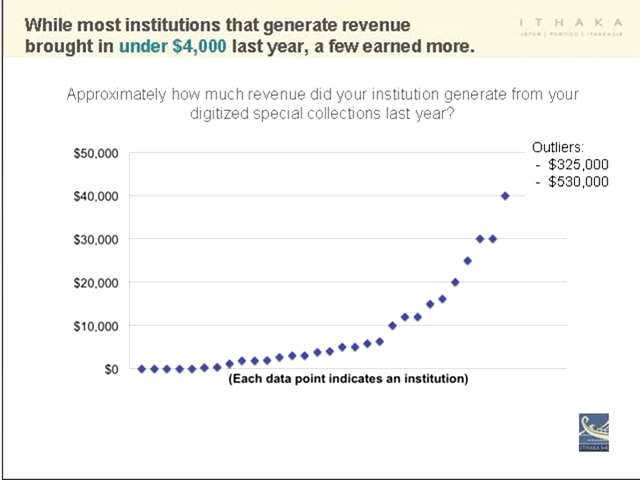 While most institutions that generate revenue
brought in under $4,000 last year, a few earned more.
ITHAKA
JSTOR | PORTICO | ITHAKA S+R
Approximately how much revenue did your institution generate from your
digitized special collections last year?
Outliers:
- $325,000
- $530,000
$50,000
$40,000
$30,000
$20,000
$10,000
$0
(Each data point indicates an institution)
ITHAKA S+R